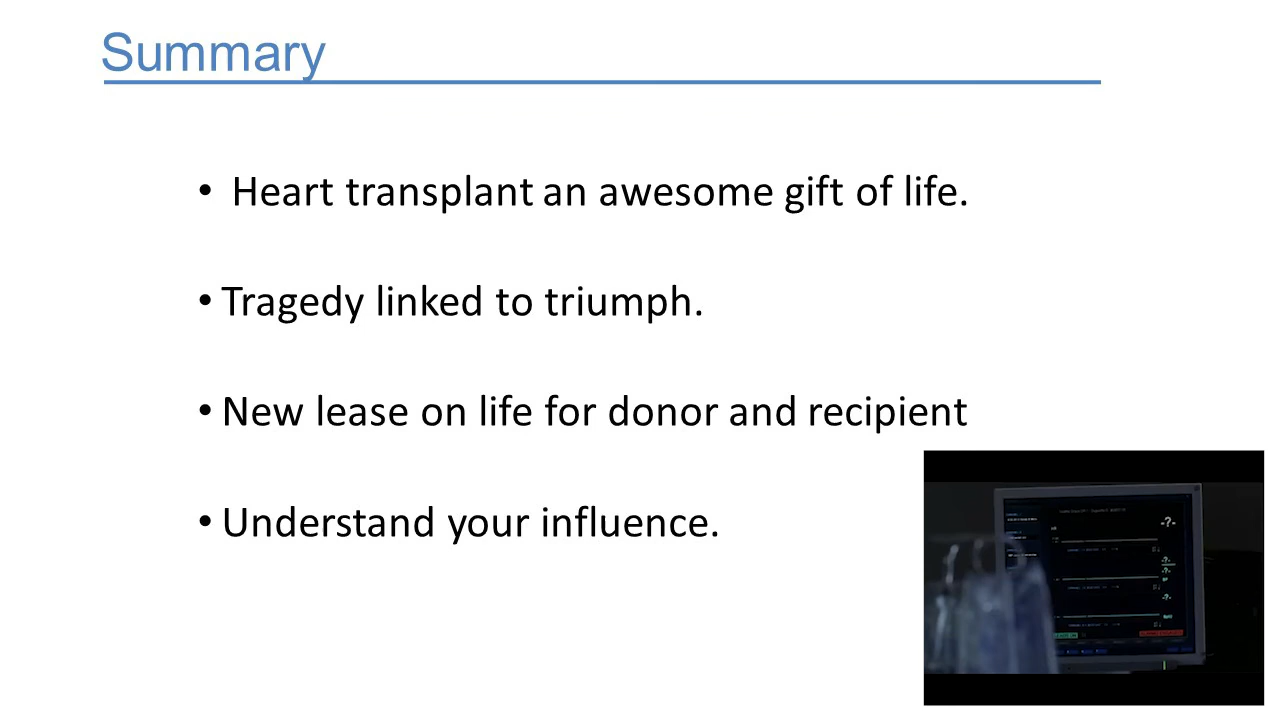 Summary
• Heart transplant an awesome gift of life.
• Tragedy linked to triumph.
• New lease on life for donor and recipient
• Understand your influence.
-?-
-?-
-?-
-?-